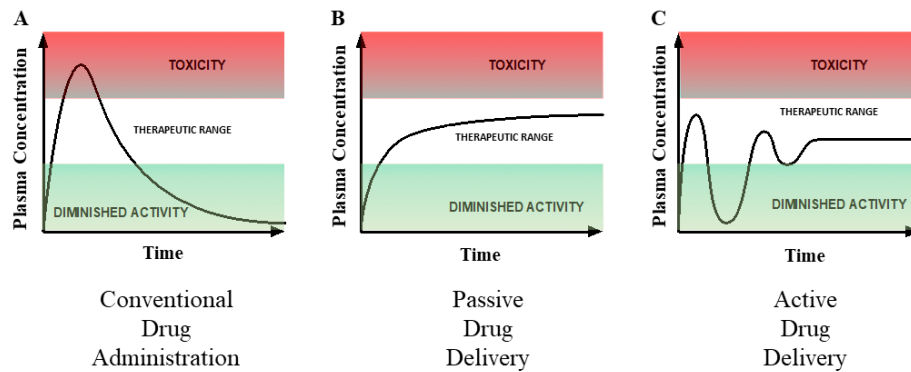 A
TOXICITY
THERAPEUTIC RANGE
DIMINISHED ACTIVITY
Plasma Concentration
Time
Conventional
Drug
Administration
B
TOXICITY
THERAPEUTIC RANGE
DIMINISHED ACTIVITY
Plasma Concentration
Time
Passive
Drug
Delivery
C
TOXICITY
THERAPEUTIC RANGE
DIMINISHED ACTIVITY
Plasma Concentration
Time
Active
Drug
Delivery